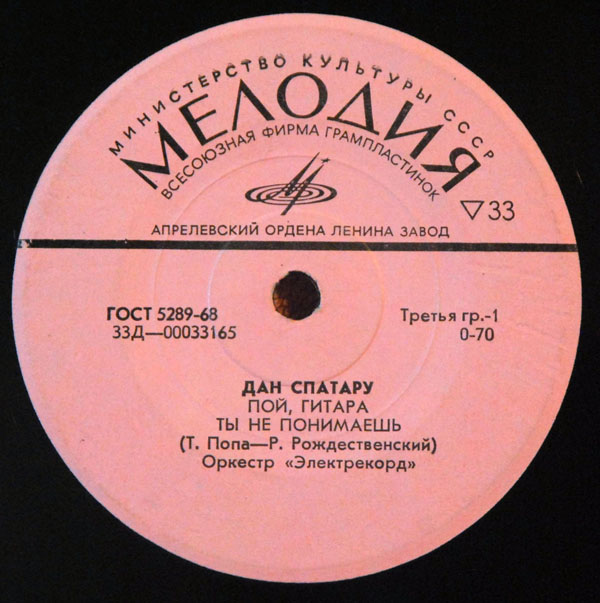 МИНИСТЕРСТВО КУЛЬТУРЫ СССР
МЕЛОДИЯ
ВСЕСОЮЗНАЯ ФИРМА ГРАМПЛАСТИНОК
▽33
АПРЕЛЕВСКИЙ ОРДЕНА ЛЕНИНА ЗАВОД
ГОСТ 5289-68
33Д—00033165
Третья гр.-1
0-70
ДАН СПАТАРУ
ПОЙ, ГИТАРА
ТЫ НЕ ПОНИМАЕШЬ
(Т. Попа—Р. Рождественский)
Оркестр «Электрекорд»